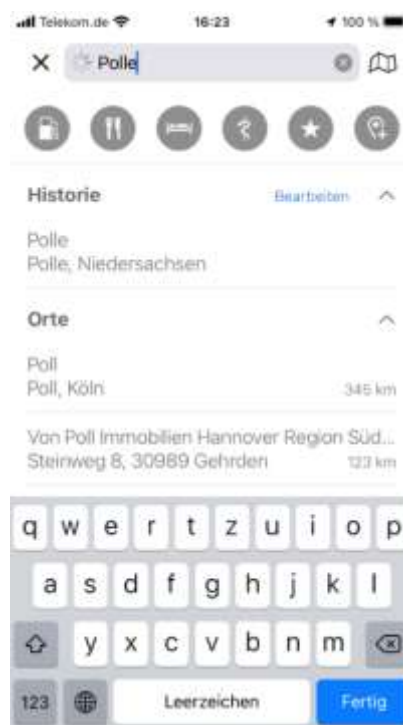 Telekom.de 16:23 100 %
Polle
Historie Bearbeiten
Polle
Polle, Niedersachsen
Orte
Poll
Poll, Köln 345 km
Von Poll Immobilien Hannover Region Süd...
Steinweg 8, 30989 Gehrden 123 km
q w e r t z u i o p
a s d f g h j k l
y x c v b n m
123 Leerzeichen Fertig